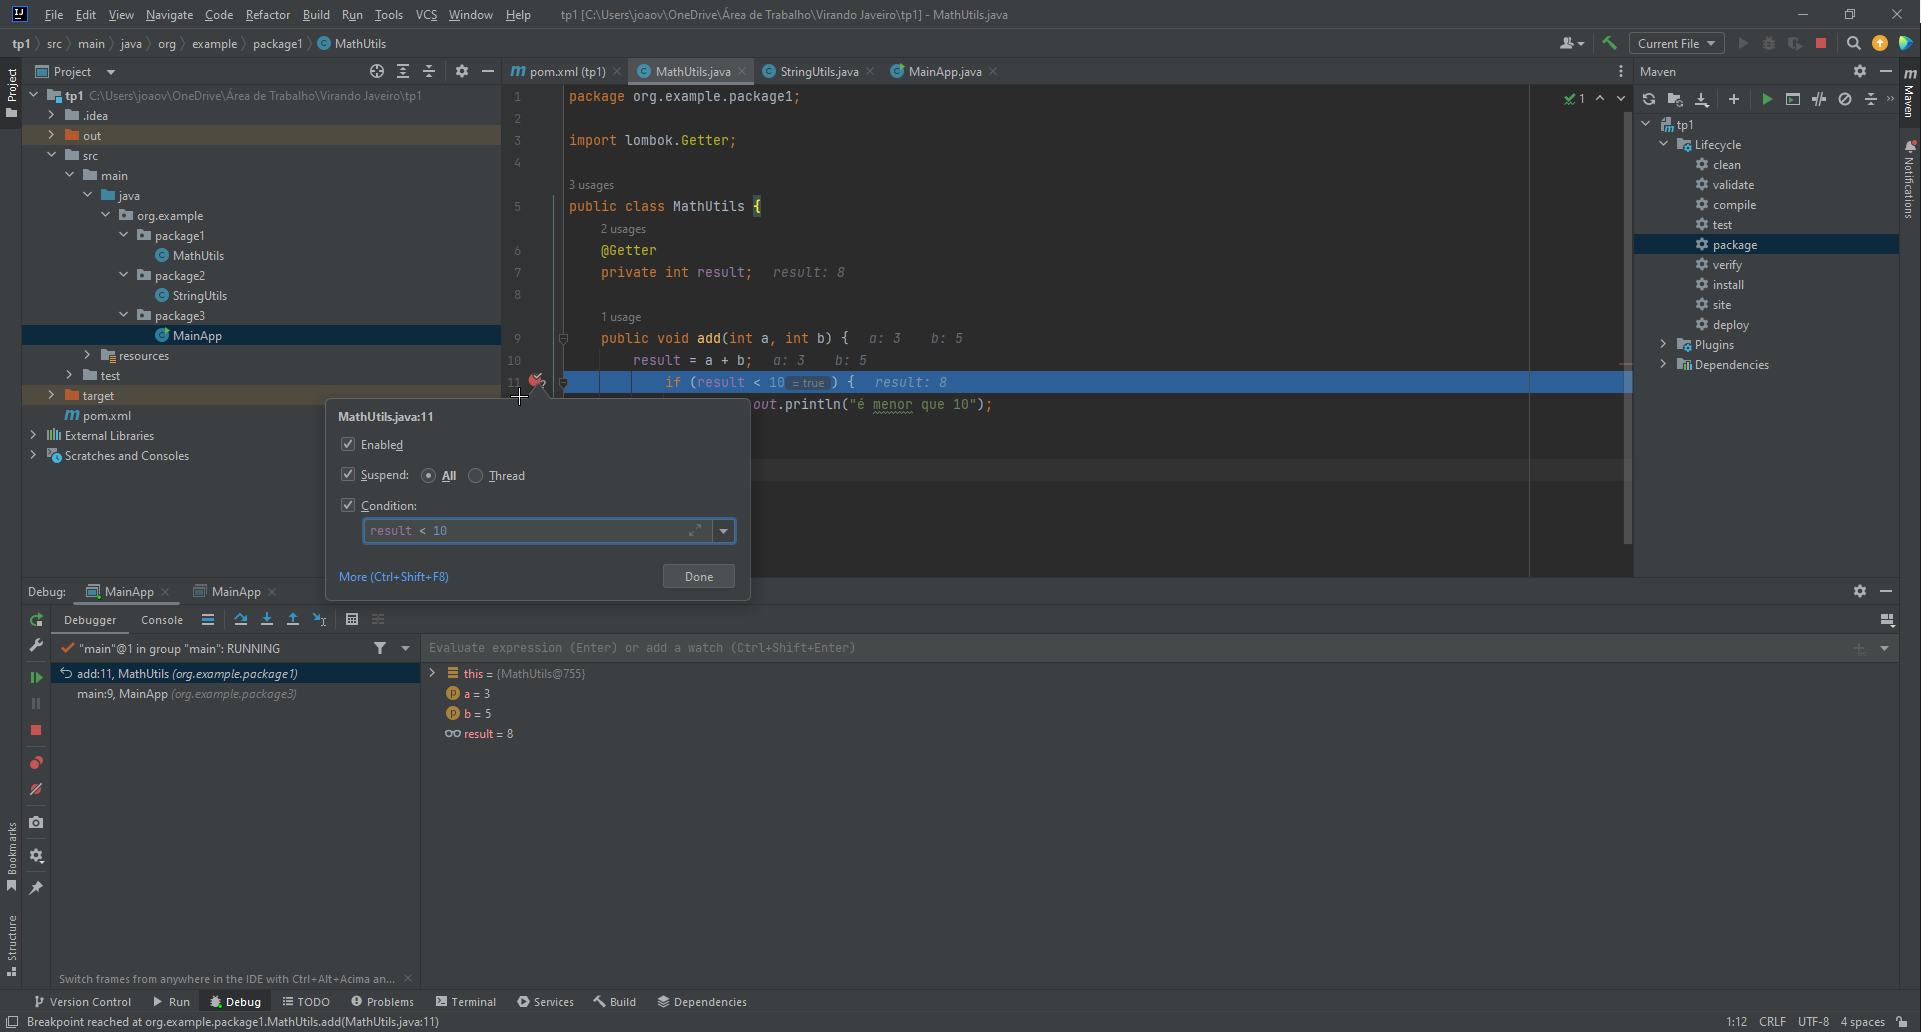 File Edit View Navigate Code Refactor Build Run Tools VCS Window Help tp1 [C:\Users\joaov\OneDrive\Área de Trabalho\Virando Javeiro\tp1] - MathUtils.java
tp1 src main java org example package1 MathUtils
Current File
Project
pom.xml (tp1) MathUtils.java StringUtils.java MainApp.java
Maven
tp1 C:\Users\joaov\OneDrive\Área de Trabalho\Virando Javeiro\tp1
.idea
out
src
main
java
org.example
package1
MathUtils
package2
StringUtils
package3
MainApp
resources
test
target
pom.xml
External Libraries
Scratches and Consoles
1 package org.example.package1;
2
3 import lombok.Getter;
4
3 usages
5 public class MathUtils {
2 usages
6 @Getter
7 private int result; result: 8
8
1 usage
9 public void add(int a, int b) { a: 3 b: 5
10 result = a + b; a: 3 b: 5
11 if (result < 10 = true ) { result: 8
out.println("é menor que 10");
1
tp1
Lifecycle
clean
validate
compile
test
package
verify
install
site
deploy
Plugins
Dependencies
Project
Maven
Notifications
MathUtils.java:11
Enabled
Suspend: All Thread
Condition:
result < 10
More (Ctrl+Shift+F8) Done
Debug: MainApp MainApp
Debugger Console
"main"@1 in group "main": RUNNING
add:11, MathUtils (org.example.package1)
main:9, MainApp (org.example.package3)
Evaluate expression (Enter) or add a watch (Ctrl+Shift+Enter)
this = {MathUtils@755}
a = 3
b = 5
result = 8
Bookmarks
Structure
Switch frames from anywhere in the IDE with Ctrl+Alt+Acima an...
Version Control Run Debug TODO Problems Terminal Services Build Dependencies
Breakpoint reached at org.example.package1.MathUtils.add(MathUtils.java:11) 1:12 CRLF UTF-8 4 spaces